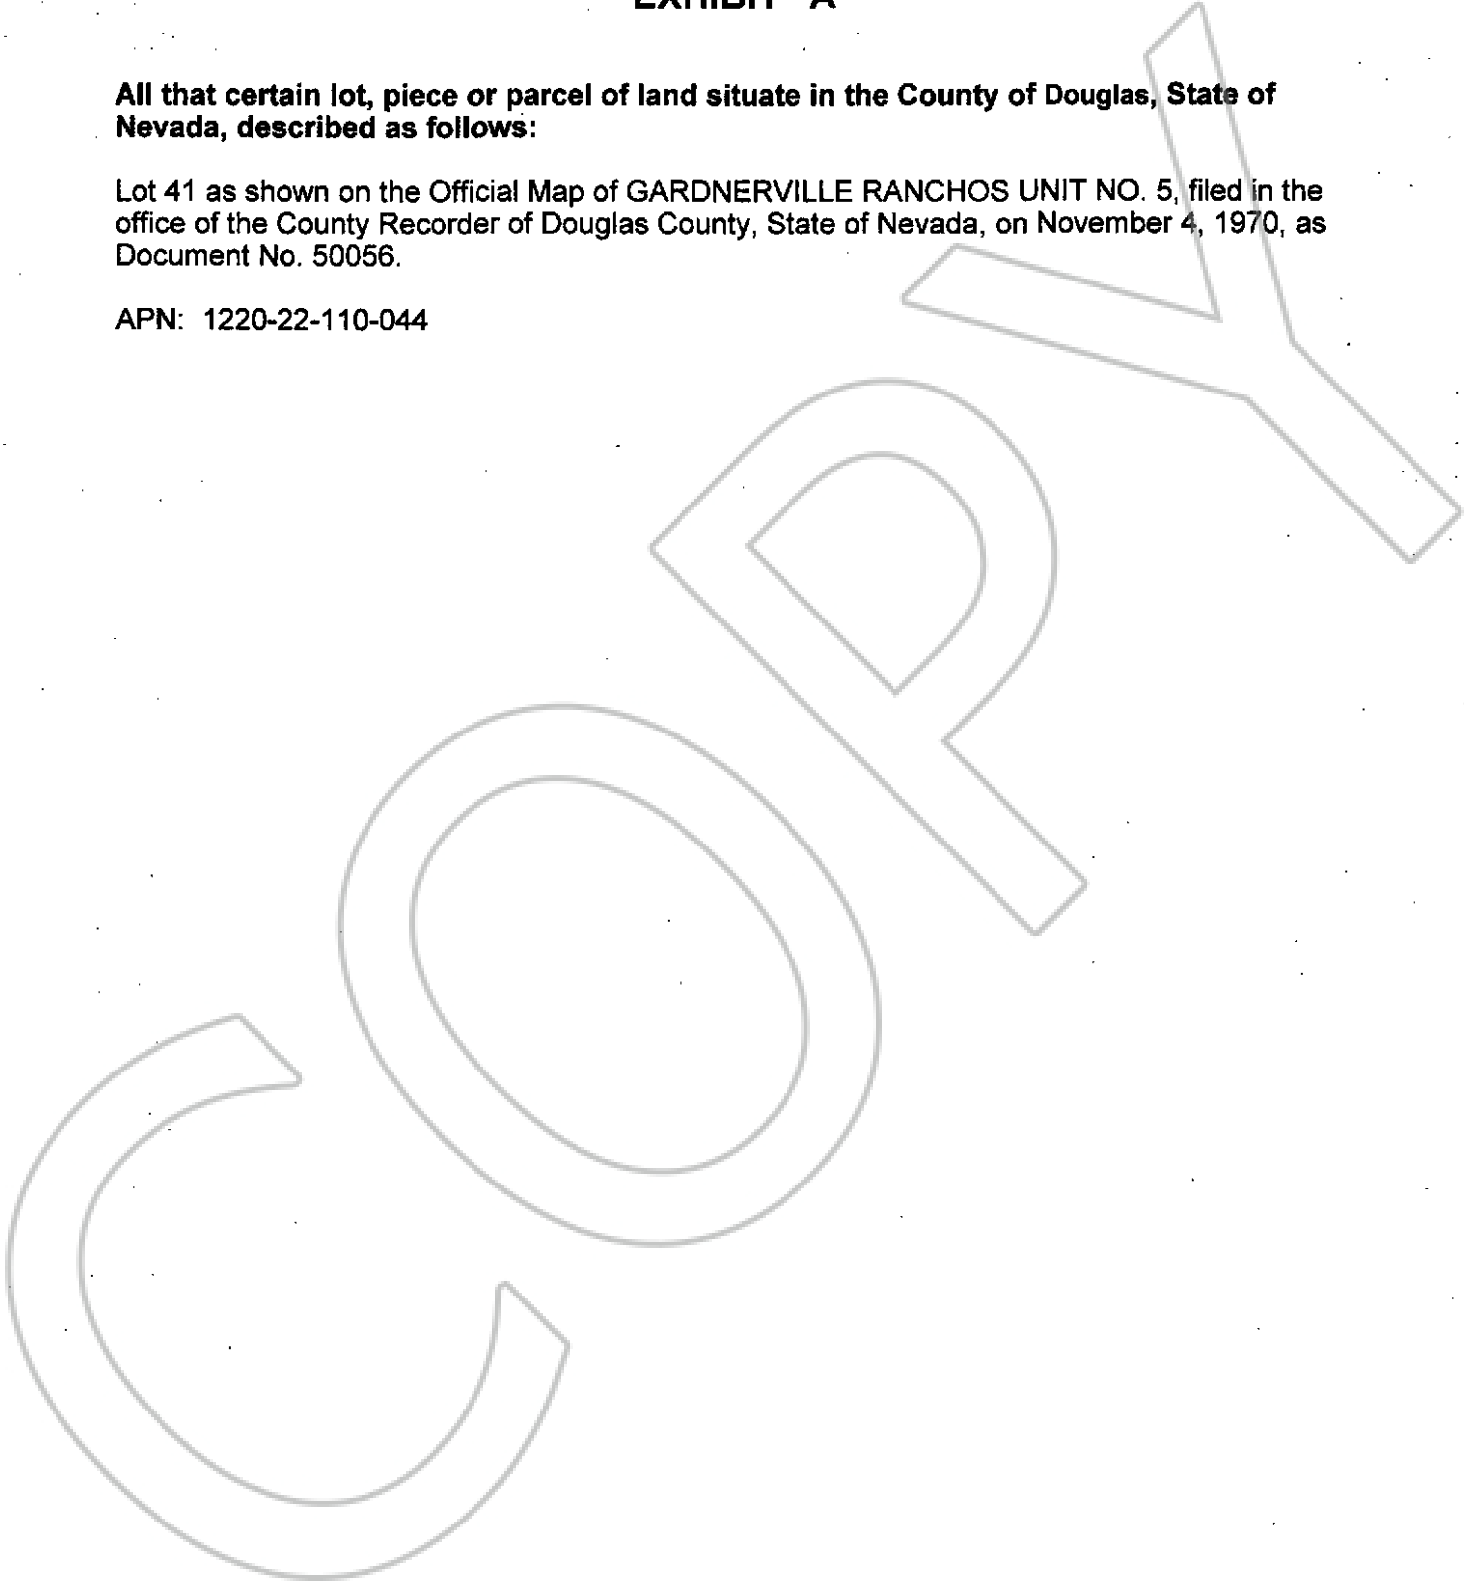 EXHIBIT "A"
All that certain lot, piece or parcel of land situate in the County of Douglas, State of
Nevada, described as follows:
Lot 41 as shown on the Official Map of GARDNERVILLE RANCHOS UNIT NO. 5, filed in the
office of the County Recorder of Douglas County, State of Nevada, on November 4, 1970, as
Document No. 50056.
APN: 1220-22-110-044
COPY